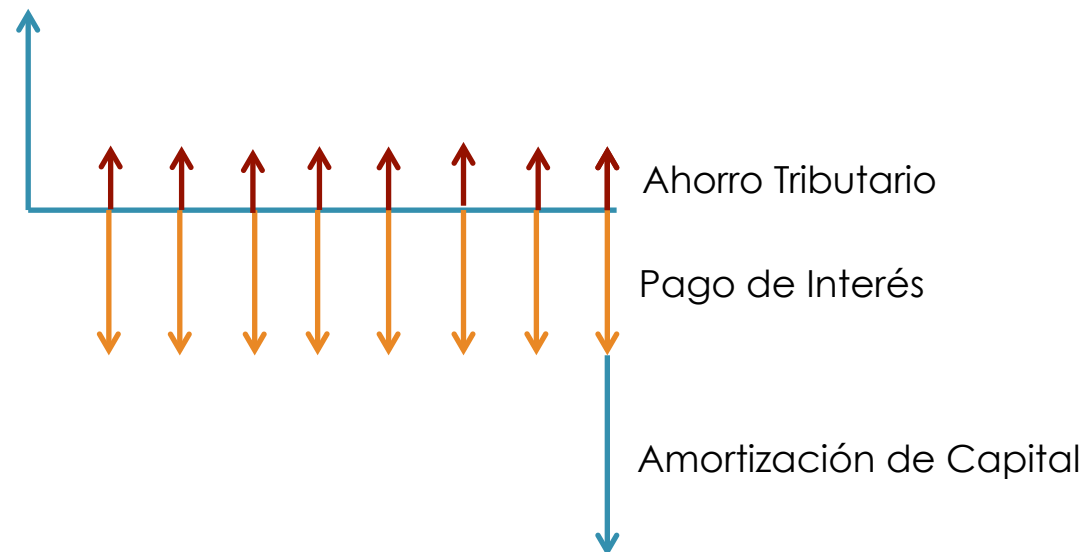 Ahorro Tributario
Pago de Interés
Amortización de Capital